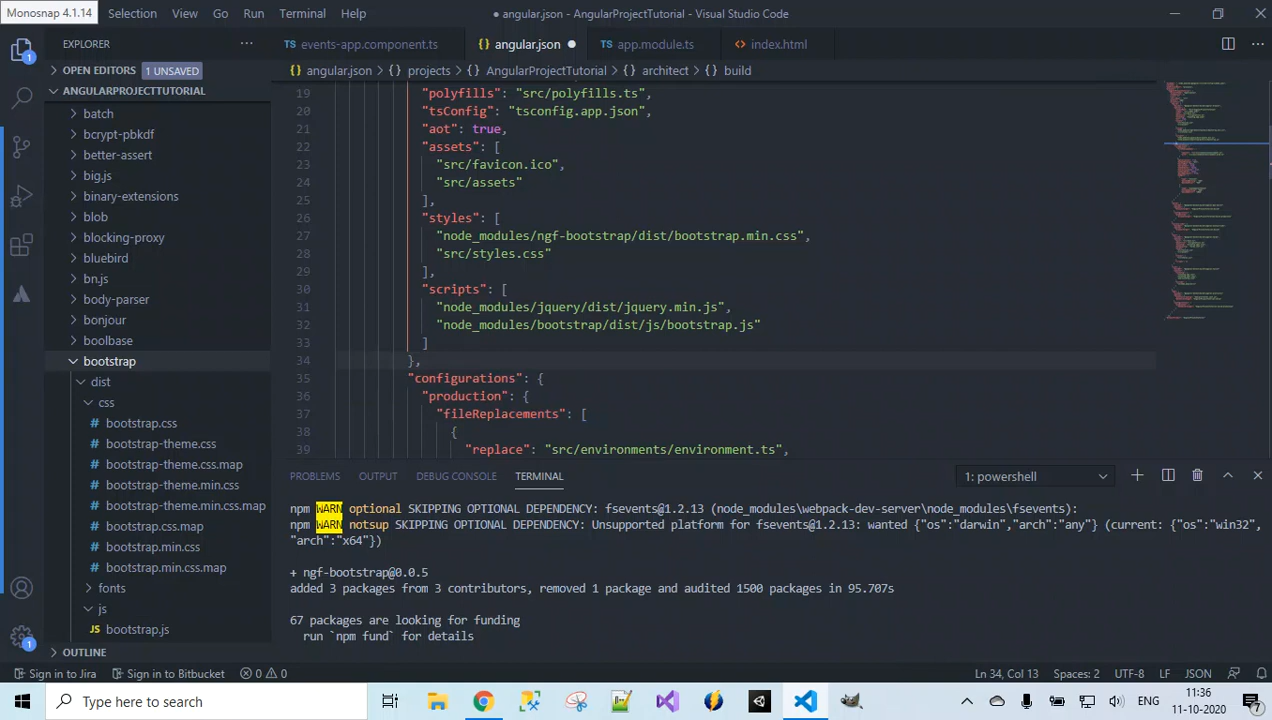 Monosnap 4.1.14
Selection View Go Run Terminal Help
● angular.json - AngularProjectTutorial - Visual Studio Code
EXPLORER
TS events-app.component.ts
{} angular.json ●
TS app.module.ts
<> index.html
1
OPEN EDITORS 1 UNSAVED
{} angular.json > {} projects > {} AngularProjectTutorial > {} architect > {} build
ANGULARPROJECTTUTORIAL
batch
bcrypt-pbkdf
better-assert
big.js
binary-extensions
blob
blocking-proxy
bluebird
bn.js
body-parser
bonjour
boolbase
bootstrap
dist
css
# bootstrap.css
# bootstrap-theme.css
# bootstrap-theme.css.map
# bootstrap-theme.min.css
# bootstrap-theme.min.css.map
# bootstrap.css.map
# bootstrap.min.css
# bootstrap.min.css.map
fonts
js
JS bootstrap.js
OUTLINE
1
19 "polyfills": "src/polyfills.ts",
20 "tsConfig": "tsconfig.app.json",
21 "aot": true,
22 "assets": [
23 "src/favicon.ico",
24 "src/assets"
25 ],
26 "styles": [
27 "node_modules/ngf-bootstrap/dist/bootstrap.min.css",
28 "src/styles.css"
29 ],
30 "scripts": [
31 "node_modules/jquery/dist/jquery.min.js",
32 "node_modules/bootstrap/dist/js/bootstrap.js"
33 ]
34 },
35 "configurations": {
36 "production": {
37 "fileReplacements": [
38 {
39 "replace": "src/environments/environment.ts",
PROBLEMS OUTPUT DEBUG CONSOLE TERMINAL
1: powershell
npm WARN optional SKIPPING OPTIONAL DEPENDENCY: fsevents@1.2.13 (node_modules\webpack-dev-server\node_modules\fsevents):
npm WARN notsup SKIPPING OPTIONAL DEPENDENCY: Unsupported platform for fsevents@1.2.13: wanted {"os":"darwin","arch":"any"} (current: {"os":"win32",
"arch":"x64"})
+ ngf-bootstrap@0.0.5
added 3 packages from 3 contributors, removed 1 package and audited 1500 packages in 95.707s
67 packages are looking for funding
run `npm fund` for details
Sign in to Jira Sign in to Bitbucket 0 0
Ln 34, Col 13 Spaces: 2 UTF-8 LF JSON
Type here to search
ENG
11:36
11-10-2020
7